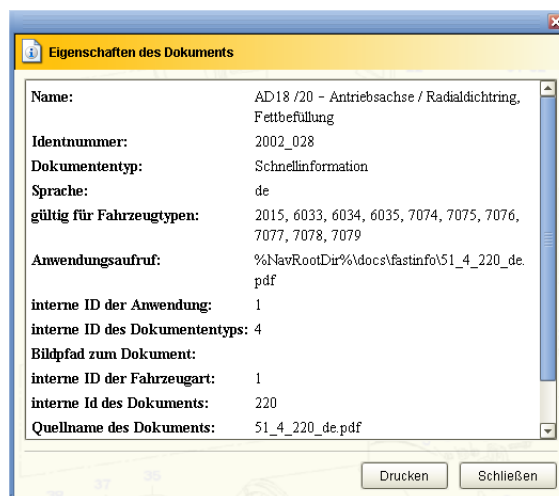 Eigenschaften des Dokuments
Name: AD18 /20 - Antriebsachse / Radialdichtring,
Fettbefüllung
Identnummer: 2002_028
Dokumententyp: Schnellinformation
Sprache: de
gültig für Fahrzeugtypen: 2015, 6033, 6034, 6035, 7074, 7075, 7076,
7077, 7078, 7079
Anwendungsaufruf: %NavRootDir%\docs\fastinfo\51_4_220_de.
pdf
interne ID der Anwendung: 1
interne ID des Dokumententyps: 4
Bildpfad zum Dokument:
interne ID der Fahrzeugart: 1
interne Id des Dokuments: 220
Quellname des Dokuments: 51_4_220_de.pdf
Drucken Schließen